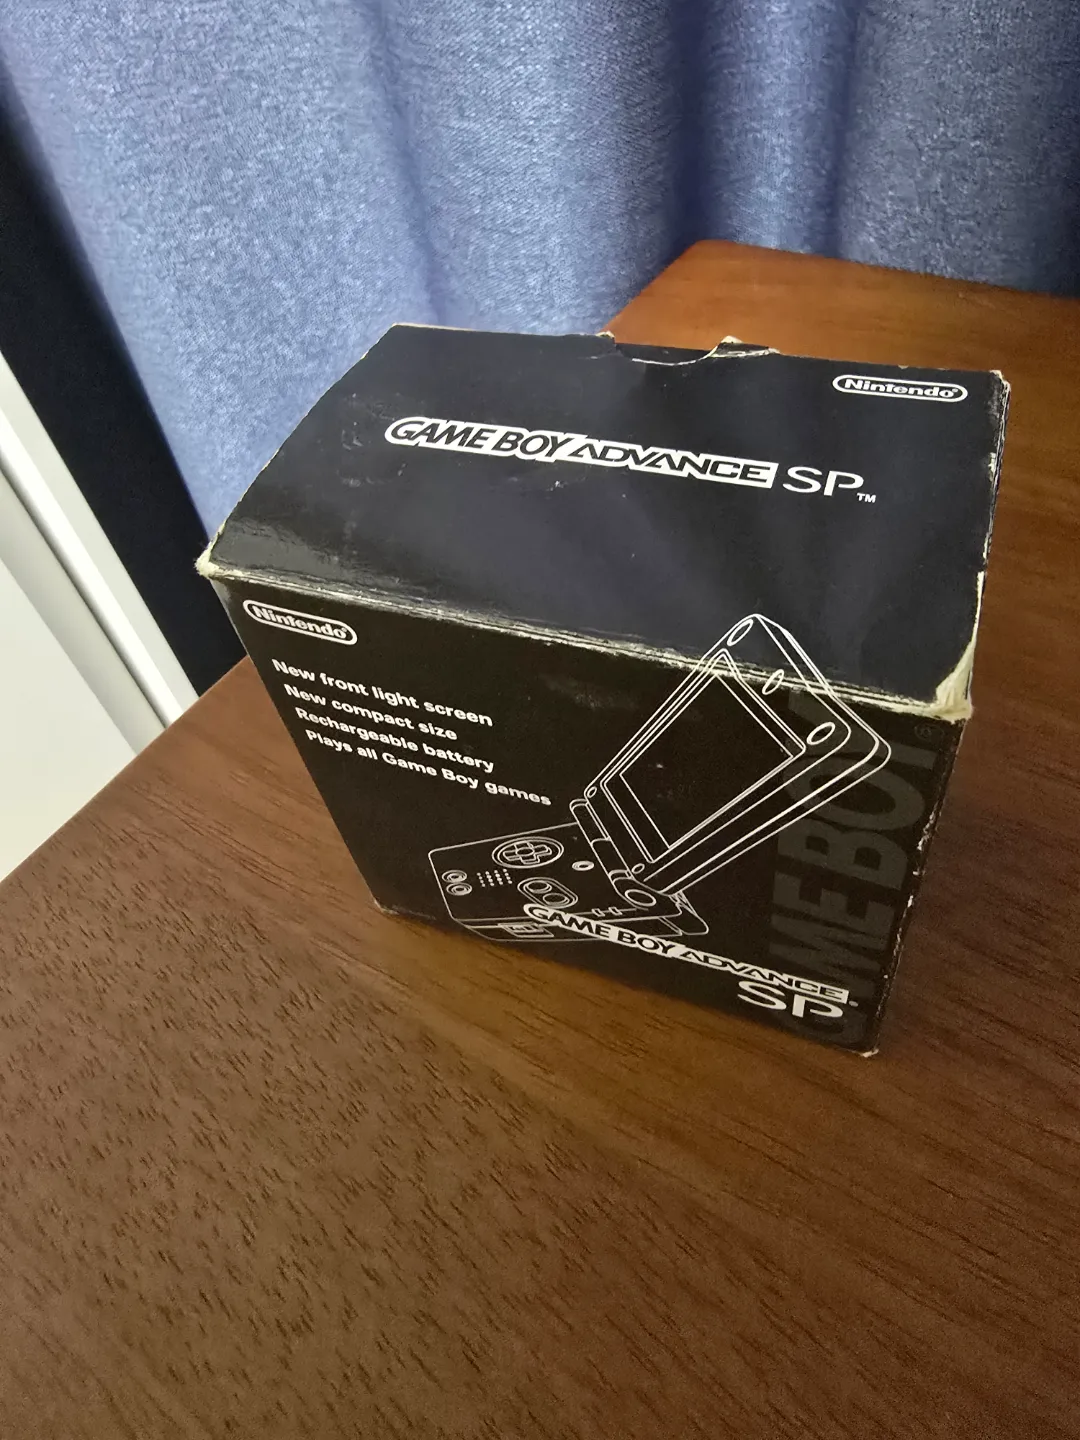 Nintendo®
GAME BOY ADVANCE SP™
Nintendo®
New front light screen
New compact size
Rechargeable battery
Plays all Game Boy games
GAME BOY®
GAME BOY ADVANCE
SP®